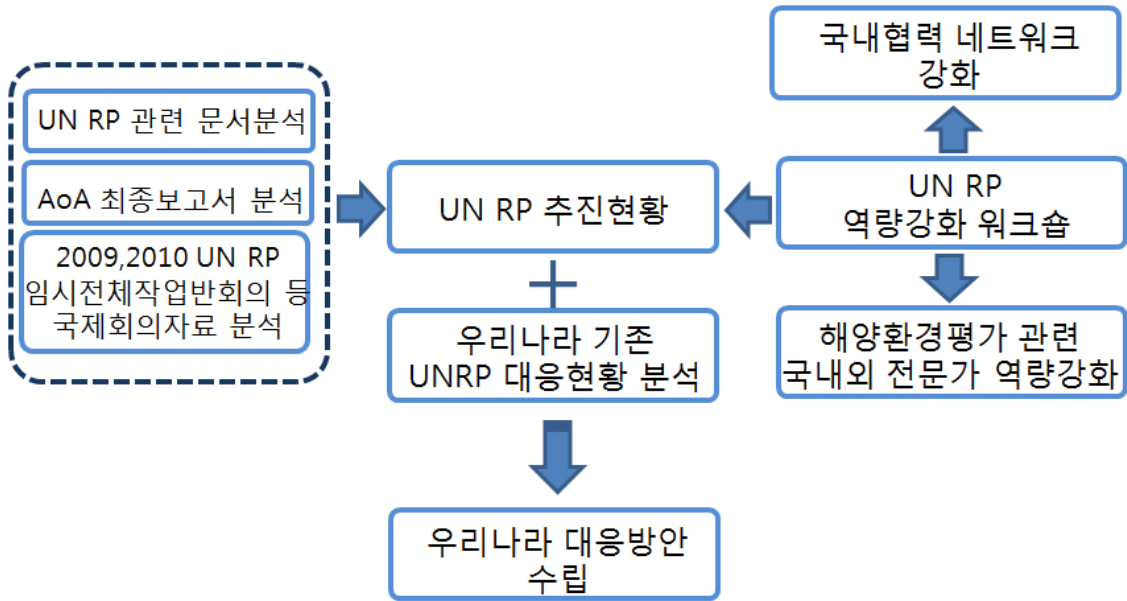 UN RP 관련 문서분석
AoA 최종보고서 분석
2009,2010 UN RP
임시전체작업반회의 등
국제회의자료 분석
UN RP 추진현황
우리나라 기존
UNRP 대응현황 분석
우리나라 대응방안
수립
국내협력 네트워크
강화
UN RP
역량강화 워크숍
해양환경평가 관련
국내외 전문가 역량강화